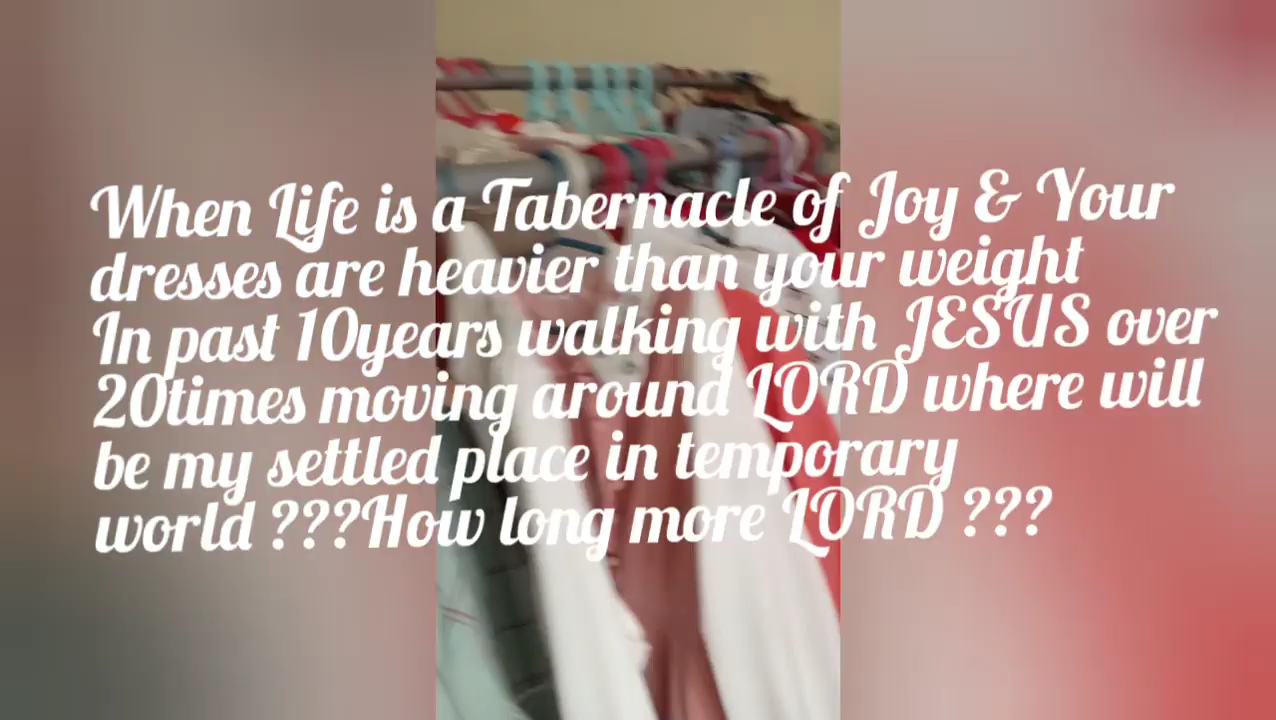 When Life is a Tabernacle of Joy & Your
dresses are heavier than your weight
In past 10years walking with JESUS over
20times moving around LORD where will
be my settled place in temporary
world ???How long more LORD ???